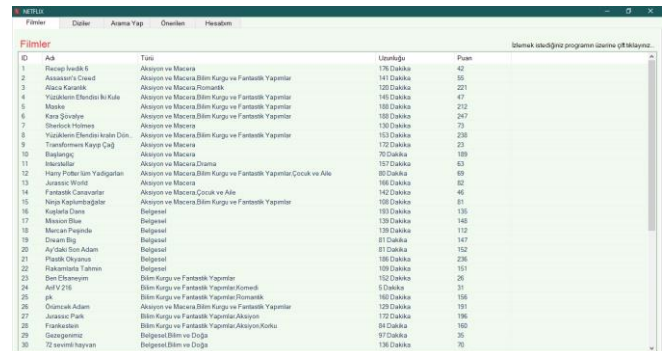 NETFLIX
Filmler Diziler Arama Yap Önerilen Hesabım
Filmler İzlemek istediğiniz programın üzerine çift tıklayınız...
ID Adı Türü Uzunluğu Puan
1 Recep İvedik 6 Aksiyon ve Macera 176 Dakika 42
2 Assassin's Creed Aksiyon ve Macera,Bilim Kurgu ve Fantastik Yapımlar 141 Dakika 55
3 Alaca Karanlık Aksiyon ve Macera,Romantik 120 Dakika 221
4 Yüzüklerin Efendisi İki Kule Aksiyon ve Macera,Bilim Kurgu ve Fantastik Yapımlar 145 Dakika 47
5 Maske Aksiyon ve Macera,Bilim Kurgu ve Fantastik Yapımlar 188 Dakika 212
6 Kara Şövalye Aksiyon ve Macera,Bilim Kurgu ve Fantastik Yapımlar 188 Dakika 247
7 Sherlock Holmes Aksiyon ve Macera 130 Dakika 73
8 Yüzüklerin Efendisi kralın Dön... Aksiyon ve Macera,Bilim Kurgu ve Fantastik Yapımlar 153 Dakika 238
9 Transformers Kayıp Çağ Aksiyon ve Macera 172 Dakika 23
10 Başlangıç Aksiyon ve Macera 70 Dakika 189
11 Interstellar Aksiyon ve Macera,Drama 157 Dakika 63
12 Harry Potter lüm Yadigarları Aksiyon ve Macera,Bilim Kurgu ve Fantastik Yapımlar,Çocuk ve Aile 80 Dakika 69
13 Jurassic World Aksiyon ve Macera 166 Dakika 82
14 Fantastik Canavarlar Aksiyon ve Macera,Çocuk ve Aile 142 Dakika 46
15 Ninja Kaplumbağalar Aksiyon ve Macera,Bilim Kurgu ve Fantastik Yapımlar 108 Dakika 81
16 Kuşlarla Dans Belgesel 193 Dakika 135
17 Mission Blue Belgesel 139 Dakika 148
18 Mercan Peşinde Belgesel 139 Dakika 112
19 Dream Big Belgesel 81 Dakika 147
20 Ay'daki Son Adam Belgesel 81 Dakika 152
21 Plastik Okyanus Belgesel 186 Dakika 236
22 Rakamlarla Tahmin Belgesel 109 Dakika 151
23 Ben Efsaneyim Bilim Kurgu ve Fantastik Yapımlar 152 Dakika 26
24 Arif V 216 Bilim Kurgu ve Fantastik Yapımlar,Komedi 5 Dakika 31
25 pk Bilim Kurgu ve Fantastik Yapımlar,Romantik 160 Dakika 156
26 Örümcek Adam Aksiyon ve Macera,Bilim Kurgu ve Fantastik Yapımlar 129 Dakika 191
27 Jurassic Park Bilim Kurgu ve Fantastik Yapımlar,Aksiyon 172 Dakika 196
28 Frankestein Bilim Kurgu ve Fantastik Yapımlar,Aksiyon,Korku 84 Dakika 160
29 Gezegenimiz Belgesel,Bilim ve Doğa 97 Dakika 35
30 72 sevimli hayvan Belgesel,Bilim ve Doğa 136 Dakika 70